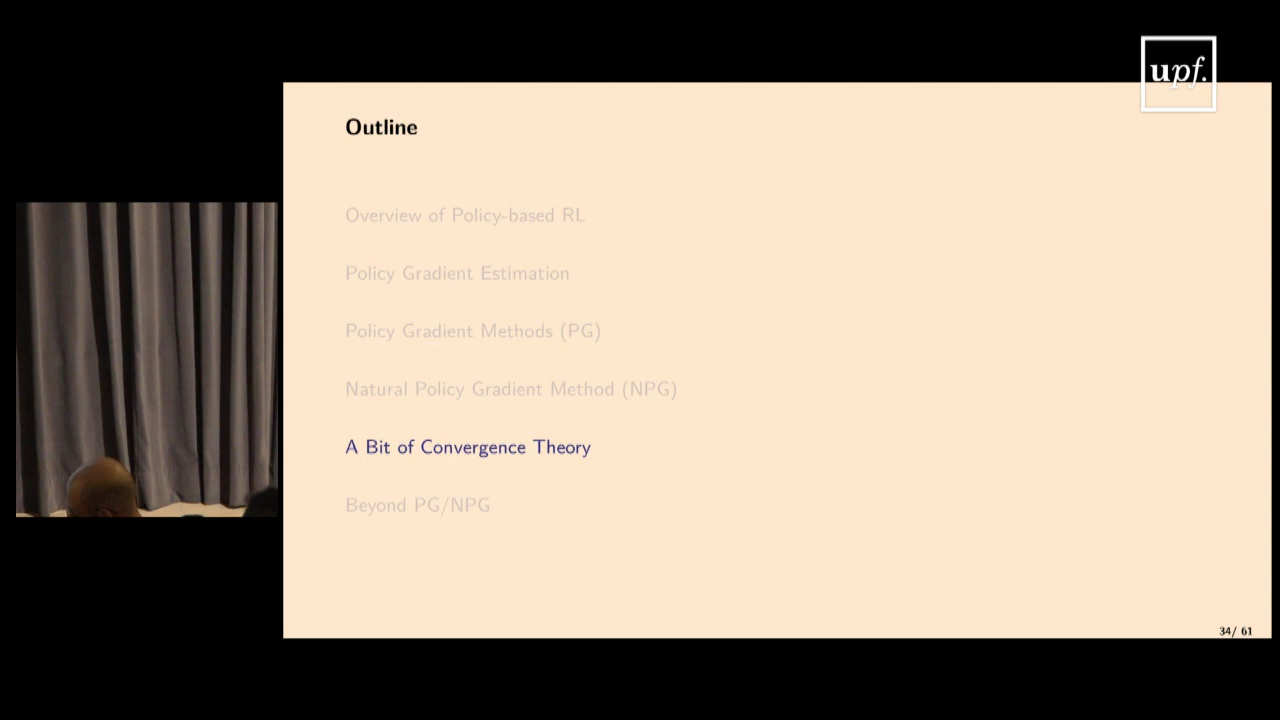 upf.
Outline
Overview of Policy-based RL
Policy Gradient Estimation
Policy Gradient Methods (PG)
Natural Policy Gradient Method (NPG)
A Bit of Convergence Theory
Beyond PG/NPG
34/ 61